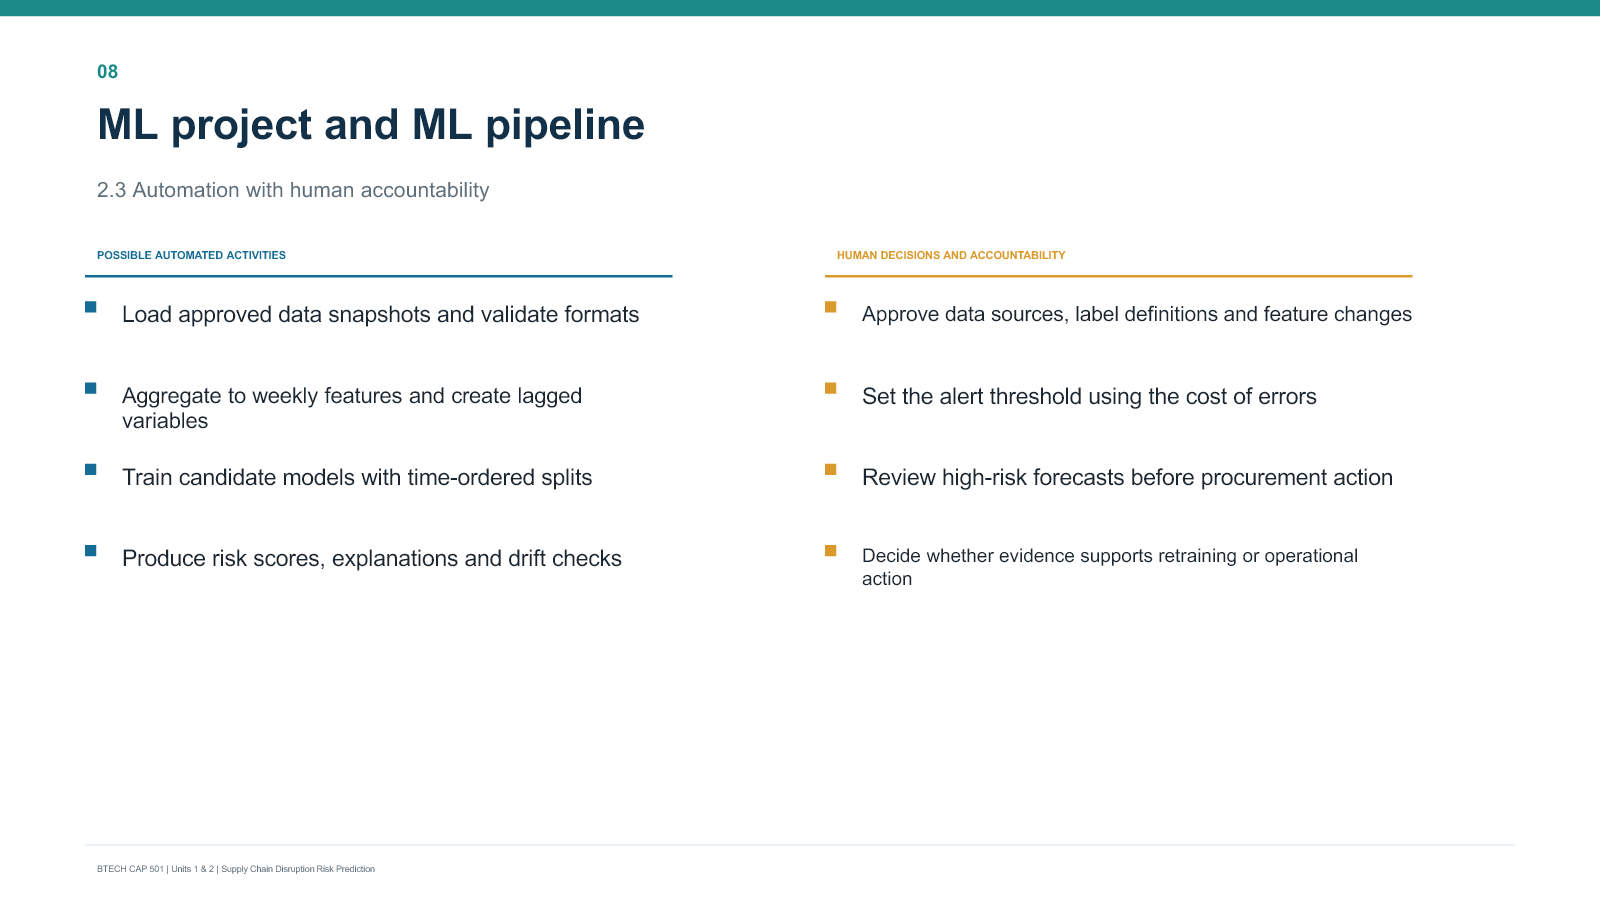 08
ML project and ML pipeline
2.3 Automation with human accountability
POSSIBLE AUTOMATED ACTIVITIES
Load approved data snapshots and validate formats
Aggregate to weekly features and create lagged
variables
Train candidate models with time-ordered splits
Produce risk scores, explanations and drift checks
HUMAN DECISIONS AND ACCOUNTABILITY
Approve data sources, label definitions and feature changes
Set the alert threshold using the cost of errors
Review high-risk forecasts before procurement action
Decide whether evidence supports retraining or operational
action
BTECH CAP 501 | Units 1 & 2 | Supply Chain Disruption Risk Prediction